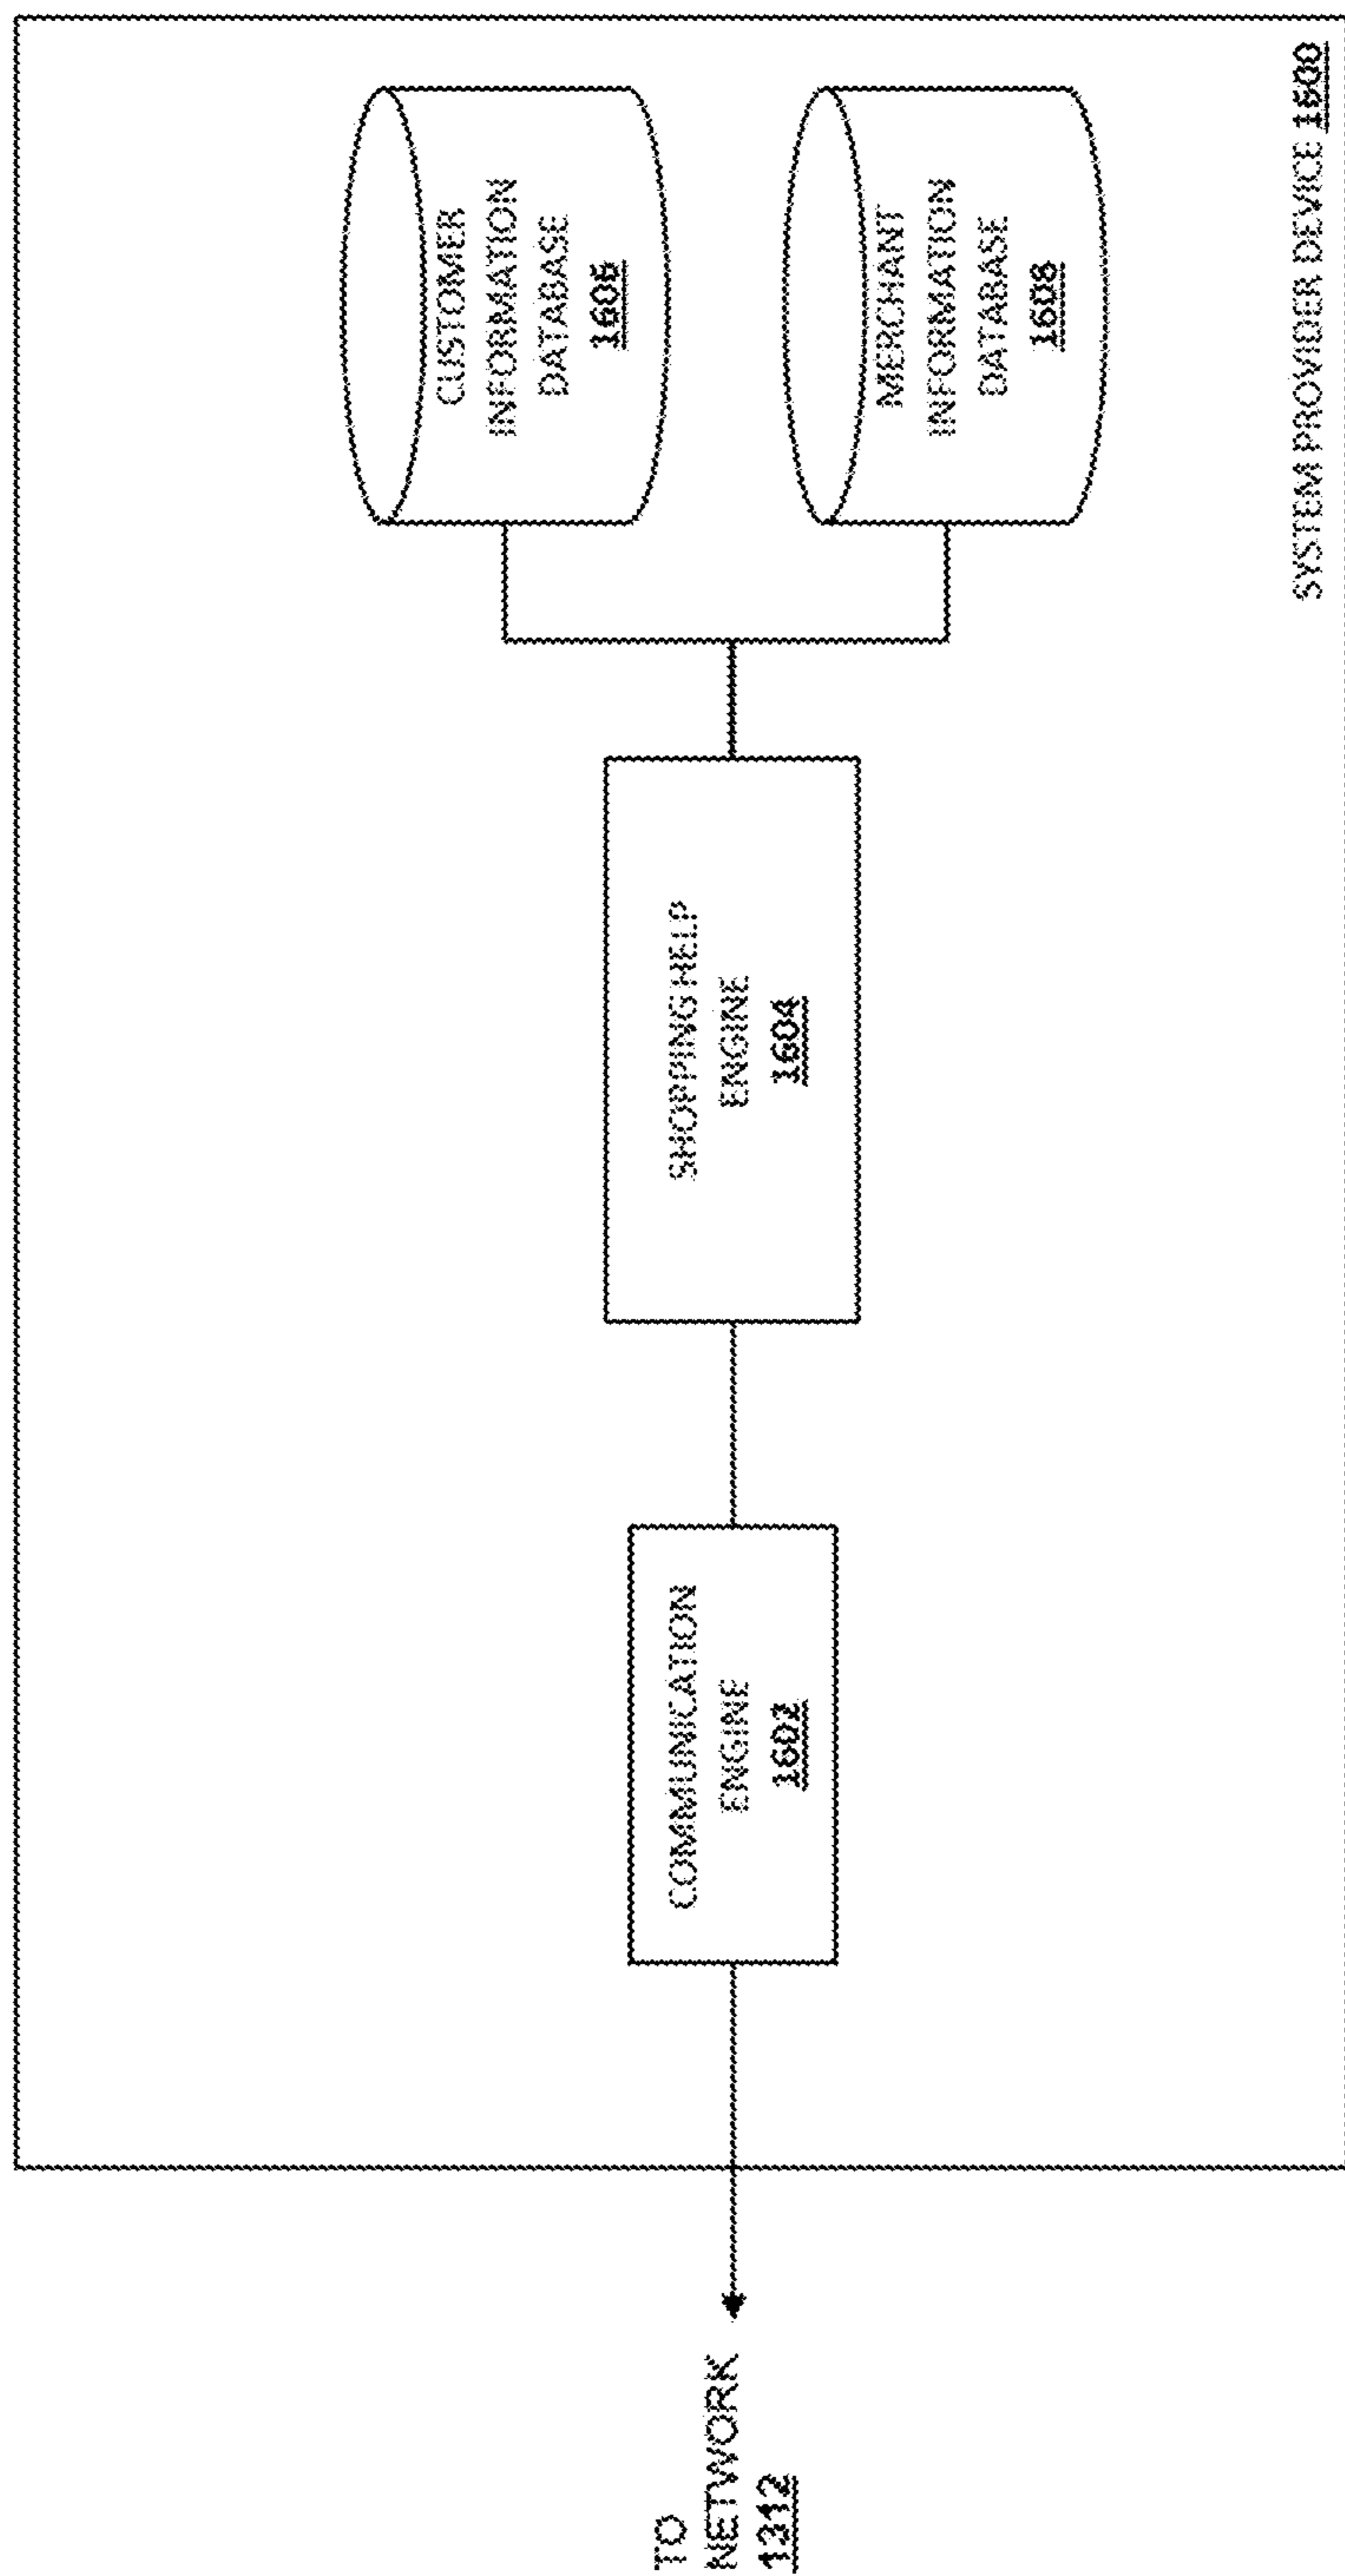 TO
NETWORK
1312
COMMUNICATION
ENGINE
1602
SHOPPING HELP
ENGINE
1604
CUSTOMER
INFORMATION
DATABASE
1606
MERCHANT
INFORMATION
DATABASE
1608
SYSTEM PROVIDER DEVICE 1600